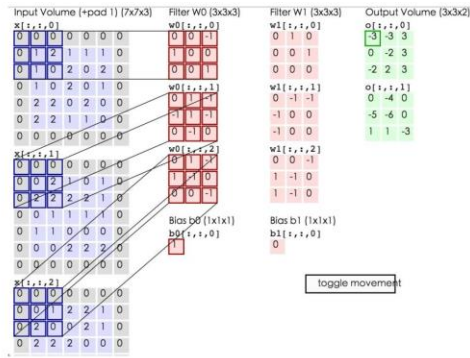 Input Volume (+pad 1) (7x7x3)
x[:,:,0]
0 0 0 0 0 0 0
0 1 2 1 1 1 0
0 1 0 2 0 2 0
0 1 0 2 0 1 0
0 2 2 0 2 0 0
0 2 2 1 1 0 0
0 0 0 0 0 0 0
x[:,:,1]
0 0 0 0 0 0 0
0 0 2 1 0 1 0
0 2 2 2 2 1 0
0 0 1 1 1 1 0
0 1 1 0 0 0 0
0 0 0 2 2 2 0
0 0 0 0 0 0 0
x[:,:,2]
0 0 0 0 0 0 0
0 0 1 2 2 1 0
0 2 0 0 2 1 0
0 2 2 2 0 0 0
Filter W0 (3x3x3)
w0[:,:,0]
0 0 -1
1 0 0
0 0 1
w0[:,:,1]
0 0 -1
-1 1 -1
0 -1 0
w0[:,:,2]
0 1 -1
1 -1 0
Bias b0 (1x1x1)
b0[:,:,0]
1
Filter W1 (3x3x3)
w1[:,:,0]
0 1 0
0 0 1
0 0 1
w1[:,:,1]
0 -1 -1
-1 0 0
-1 0 0
w1[:,:,2]
0 0 -1
1 -1 0
1 -1 0
Bias b1 (1x1x1)
b1[:,:,0]
0
Output Volume (3x3x2)
o[:,:,0]
-3 -3 3
0 -2 3
-2 2 3
o[:,:,1]
0 -4 0
-5 -6 0
1 1 -3
toggle movement